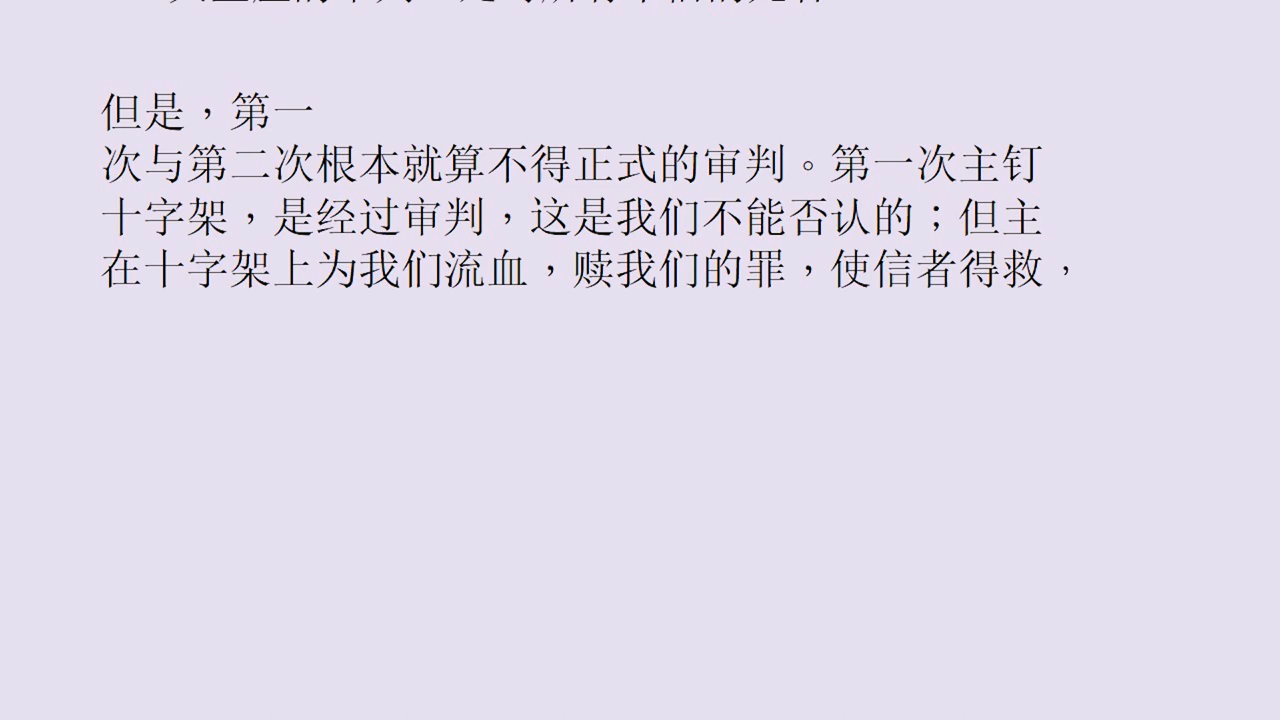 但是，第一
次与第二次根本就算不得正式的审判。第一次主钉
十字架，是经过审判，这是我们不能否认的；但主
在十字架上为我们流血，赎我们的罪，使信者得救，